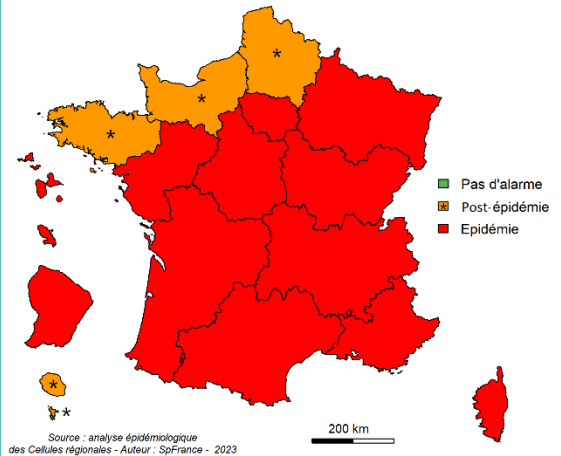 Pas d'alarme
* Post-épidémie
Epidémie
200 km
Source : analyse épidémiologique
des Cellules régionales - Auteur : SpFrance - 2023